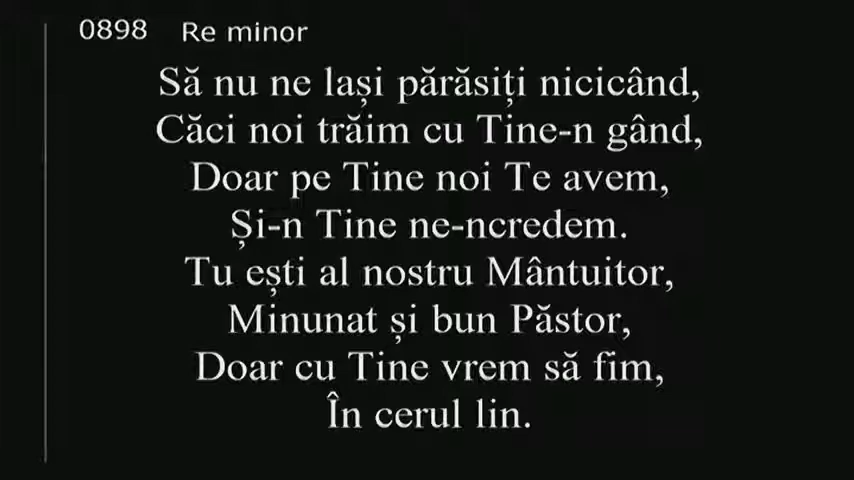 0898 Re minor
Să nu ne lași părăsiți nicicând,
Căci noi trăim cu Tine-n gând,
Doar pe Tine noi Te avem,
Și-n Tine ne-ncredem.
Tu ești al nostru Mântuitor,
Minunat și bun Păstor,
Doar cu Tine vrem să fim,
În cerul lin.